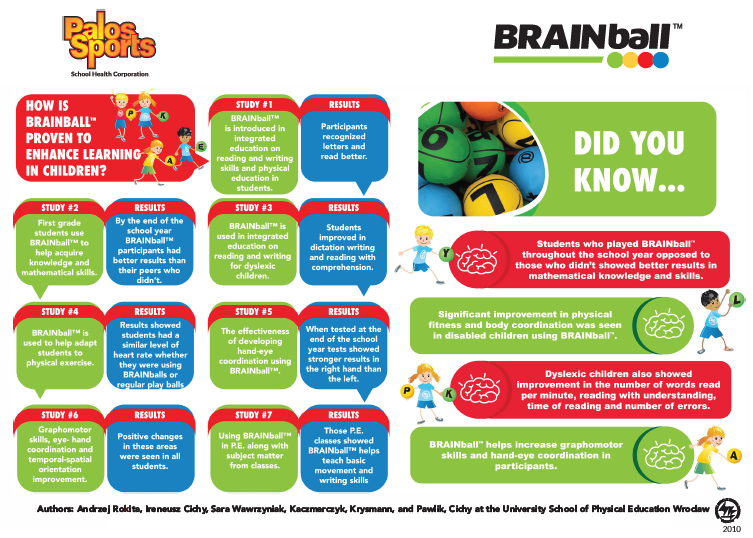 Palos
Sports
School Health Corporation
BRAINball™
HOW IS
BRAINBALL™
PROVEN TO
ENHANCE LEARNING
IN CHILDREN?
P
K
A
E
STUDY #1
BRAINball™
is introduced in
integrated
education on
reading and writing
skills and physical
education in
students.
RESULTS
Participants
recognized
letters and
read better.
STUDY #2
First grade
students use
BRAINball™ to
help acquire
knowledge and
mathematical skills.
RESULTS
By the end of the
school year
BRAINball™
participants had
better results than
their peers who
didn't.
STUDY #3
BRAINball™ is
used in integrated
education on
reading and writing
for dyslexic
children.
RESULTS
Students
improved in
dictation writing
and reading with
comprehension.
STUDY #4
BRAINball™ is
used to help adapt
students to
physical exercise.
RESULTS
Results showed
students had a
similar level of
heart rate whether
they were using
BRAINballs or
regular play balls
STUDY #5
The effectiveness
of developing
hand-eye
coordination using
BRAINball™.
RESULTS
When tested at the
end of the school
year tests showed
stronger results in
the right hand than
the left.
STUDY #6
Graphomotor
skills, eye- hand
coordination and
temporal-spatial
orientation
improvement.
RESULTS
Positive changes
in these areas
were seen in all
students.
STUDY #7
Using BRAINball™
in P.E. along with
subject matter
from classes.
RESULTS
Those P.E.
classes showed
BRAINball™ helps
teach basic
movement and
writing skills
6
1
7
@
DID YOU
KNOW...
Y
Students who played BRAINball™
throughout the school year opposed to
those who didn't showed better results in
mathematical knowledge and skills.
Significant improvement in physical
fitness and body coordination was seen
in disabled children using BRAINball™.
L
P
K
Dyslexic children also showed
improvement in the number of words read
per minute, reading with understanding,
time of reading and number of errors.
BRAINball™ helps increase graphomotor
skills and hand-eye coordination in
participants.
A
Authors: Andrzej Rokita, Ireneusz Cichy, Sara Wawrzyniak, Kaczmarczyk, Krysmann, and Pawlik, Cichy at the University School of Physical Education Wroclaw
2010